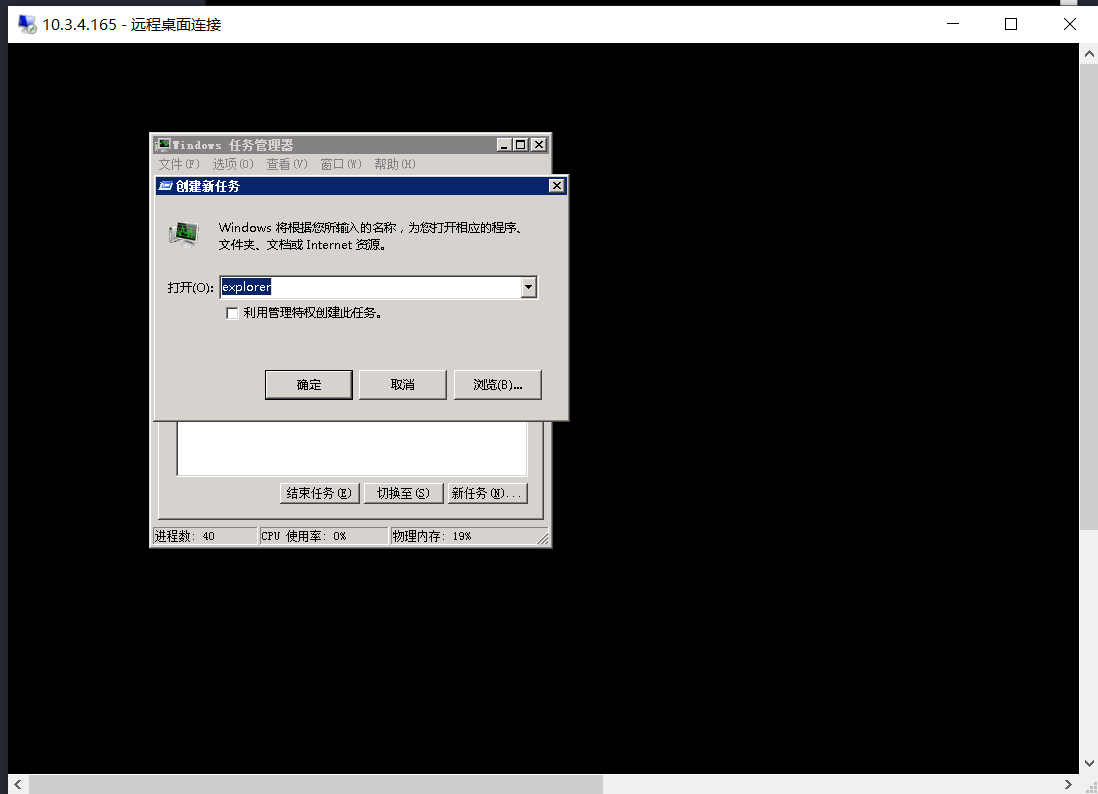 10.3.4.165 - 远程桌面连接
Windows 任务管理器
文件(F) 选项(O) 查看(V) 窗口(W) 帮助(H)
创建新任务
Windows 将根据您所输入的名称，为您打开相应的程序、
文件夹、文档或 Internet 资源。
打开(O): explorer
利用管理特权创建此任务。
确定 取消 浏览(B)...
结束任务(E) 切换至(S) 新任务(N)...
进程数: 40 CPU 使用率: 0% 物理内存: 19%